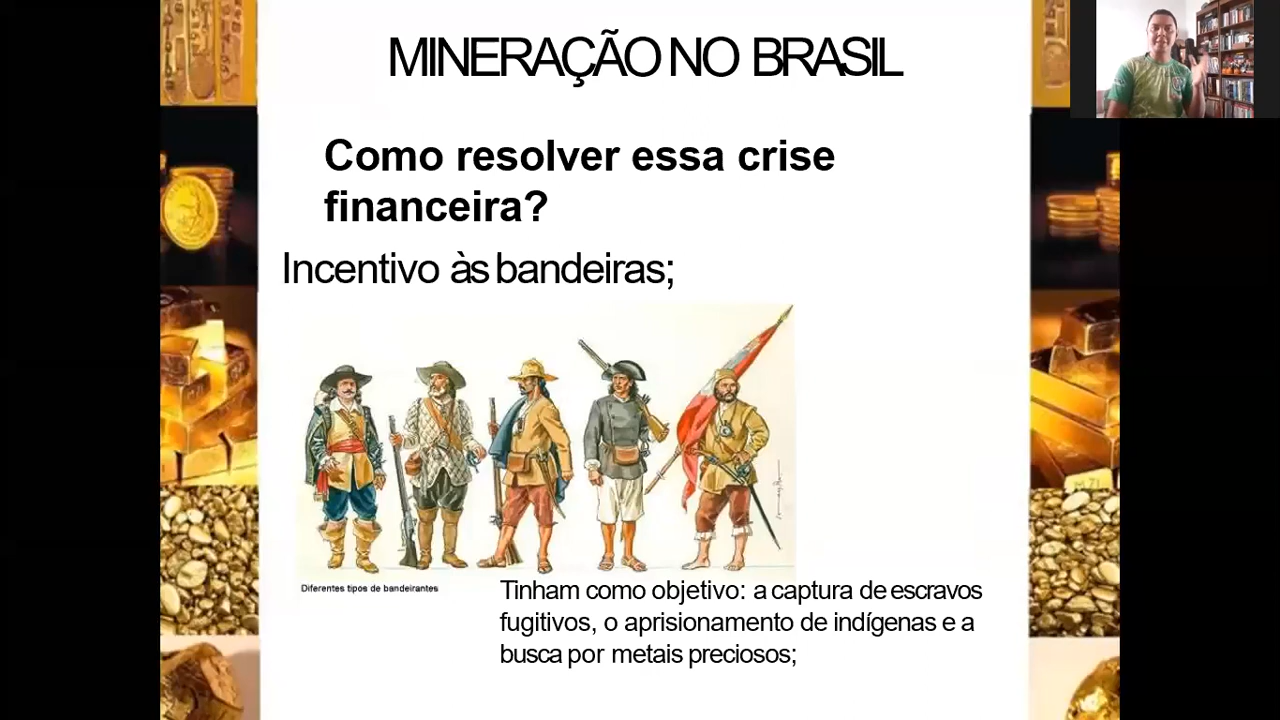 MINERAÇÃO NO BRASIL
Como resolver essa crise
financeira?
Incentivo às bandeiras;
Diferentes tipos de bandeirantes
Tinham como objetivo: a captura de escravos
fugitivos, o aprisionamento de indígenas e a
busca por metais preciosos;